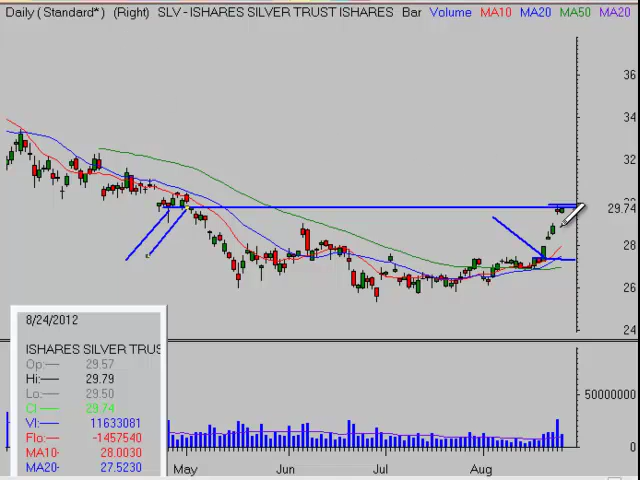 Daily (Standard*) (Right) SLV - ISHARES SILVER TRUST ISHARES Bar Volume MA10 MA20 MA50 MA20
36
34
32
29.74
28
26
24
8/24/2012
ISHARES SILVER TRUS
Op: 29.57
Hi: 29.79
Lo: 29.50
Cl: 29.74
Vl: 11633081
Flo: -1457540
MA10- 28.0030
MA20- 27.5230
50000000
0
May Jun Jul Aug